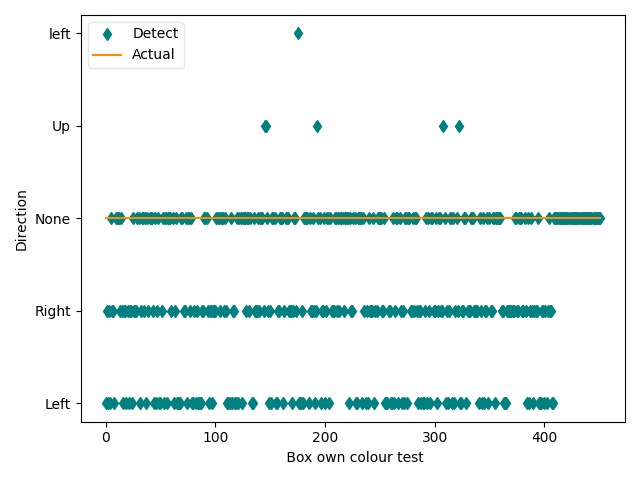 left
Up
None
Right
Left
Direction
Detect
Actual
0
100
200
300
400
Box own colour test